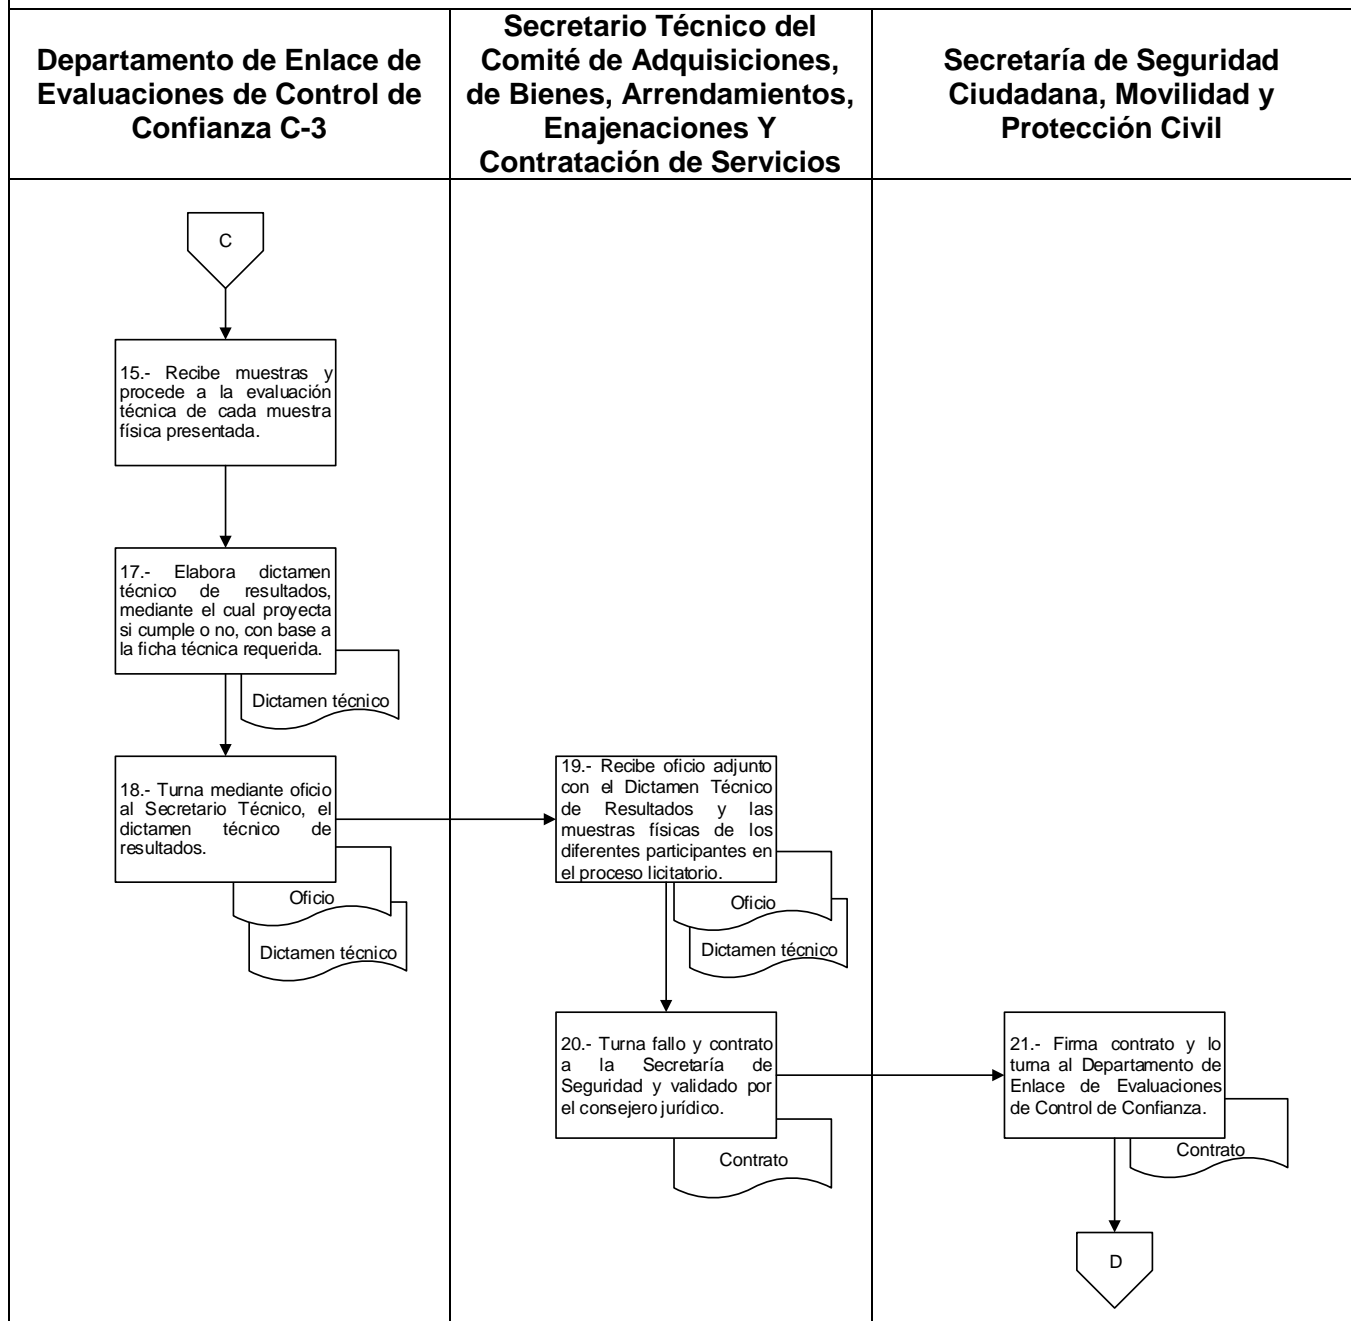 Departamento de Enlace de
Evaluaciones de Control de
Confianza C-3
Secretario Técnico del
Comité de Adquisiciones,
de Bienes, Arrendamientos,
Enajenaciones Y
Contratación de Servicios
Secretaría de Seguridad
Ciudadana, Movilidad y
Protección Civil
C
15.- Recibe muestras y
procede a la evaluación
técnica de cada muestra
física presentada.
17.- Elabora dictamen
técnico de resultados,
mediante el cual proyecta
si cumple o no, con base a
la ficha técnica requerida.
Dictamen técnico
18.- Turna mediante oficio
al Secretario Técnico, el
dictamen técnico de
resultados.
Oficio
Dictamen técnico
19.- Recibe oficio adjunto
con el Dictamen Técnico
de Resultados y las
muestras físicas de los
diferentes participantes en
el proceso licitatorio.
Oficio
Dictamen técnico
20.- Turna fallo y contrato
a la Secretaría de
Seguridad y validado por
el consejero jurídico.
Contrato
21.- Firma contrato y lo
turna al Departamento de
Enlace de Evaluaciones
de Control de Confianza.
Contrato
D